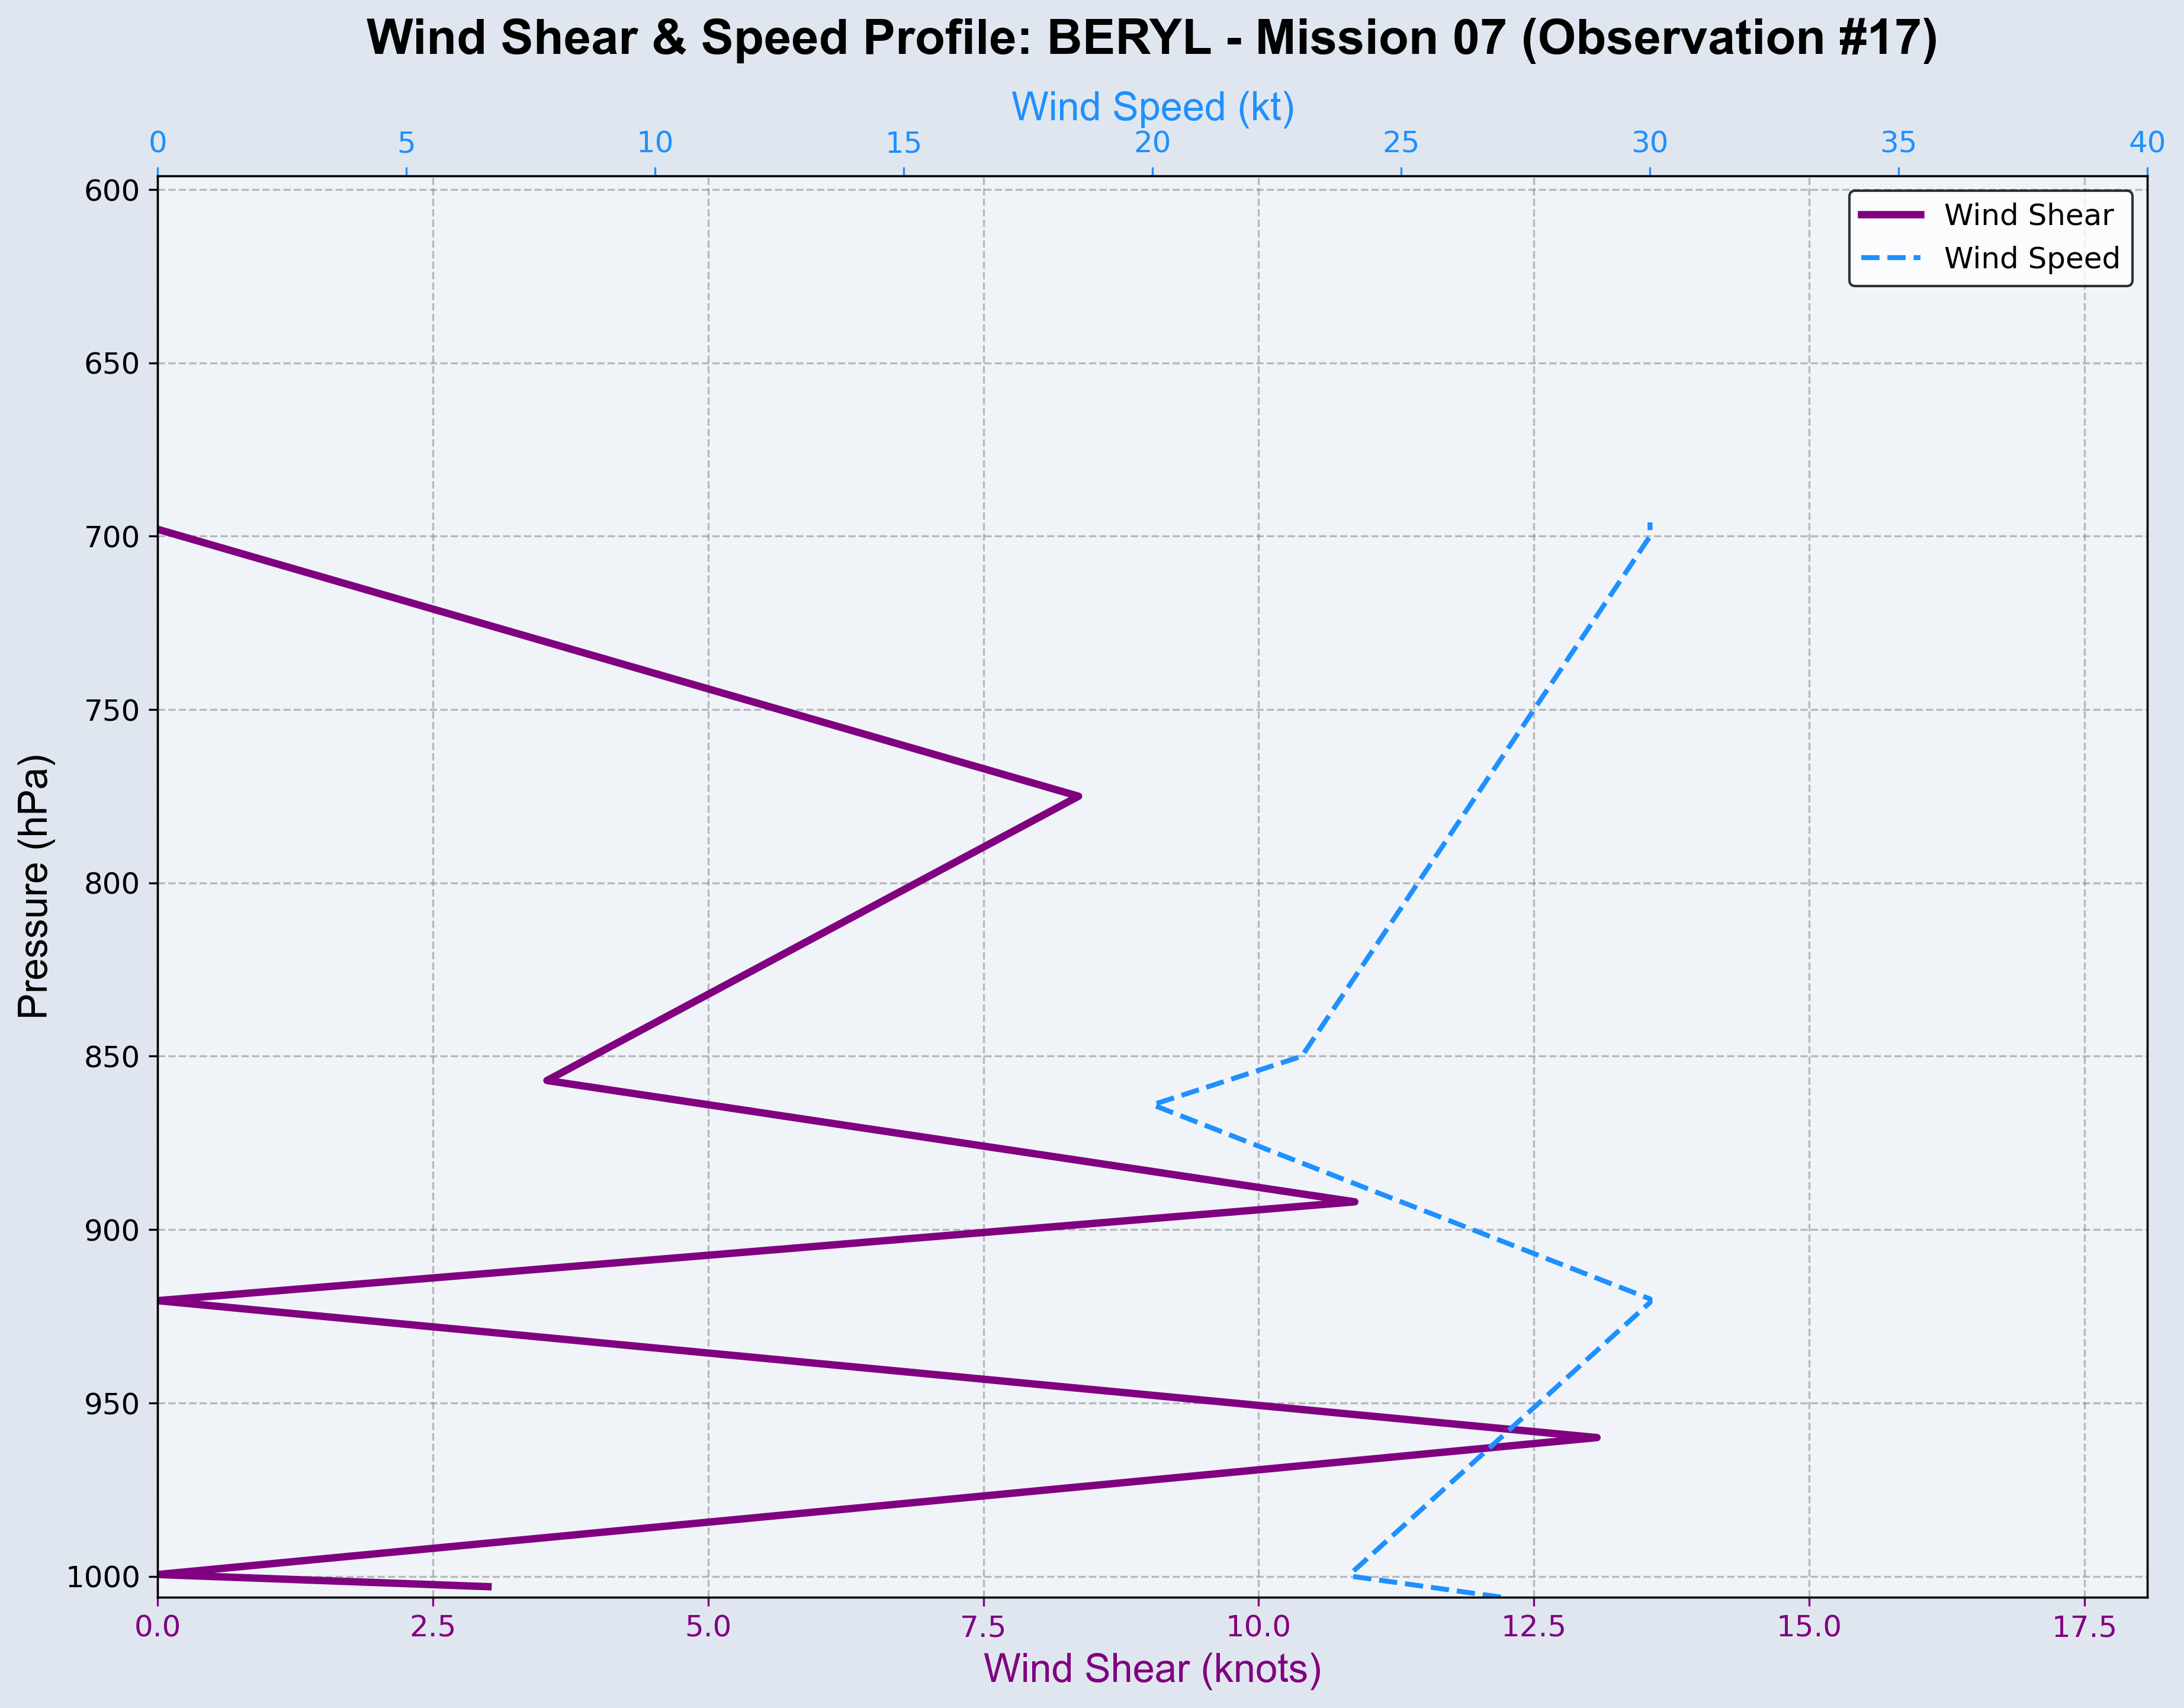 Wind Shear & Speed Profile: BERYL - Mission 07 (Observation #17)
Wind Speed (kt)
0 5 10 15 20 25 30 35 40
Wind Shear
Wind Speed
600
650
700
750
800
850
900
950
1000
Pressure (hPa)
0.0 2.5 5.0 7.5 10.0 12.5 15.0 17.5
Wind Shear (knots)